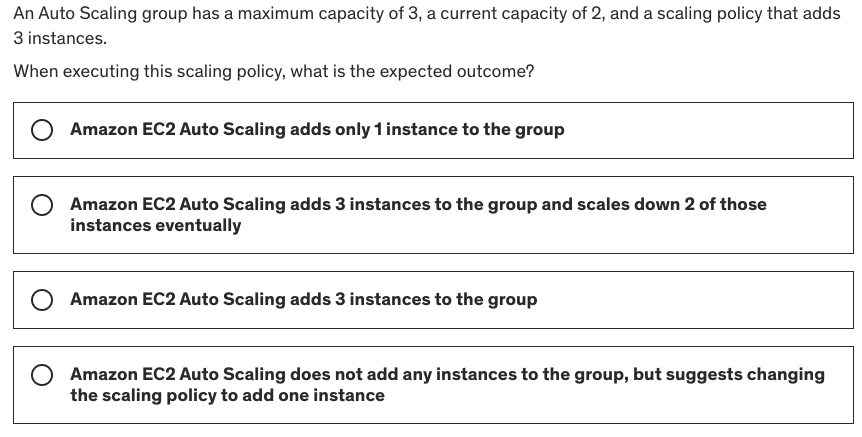 An Auto Scaling group has a maximum capacity of 3, a current capacity of 2, and a scaling policy that adds
3 instances.
When executing this scaling policy, what is the expected outcome?
Amazon EC2 Auto Scaling adds only 1 instance to the group
Amazon EC2 Auto Scaling adds 3 instances to the group and scales down 2 of those
instances eventually
Amazon EC2 Auto Scaling adds 3 instances to the group
Amazon EC2 Auto Scaling does not add any instances to the group, but suggests changing
the scaling policy to add one instance